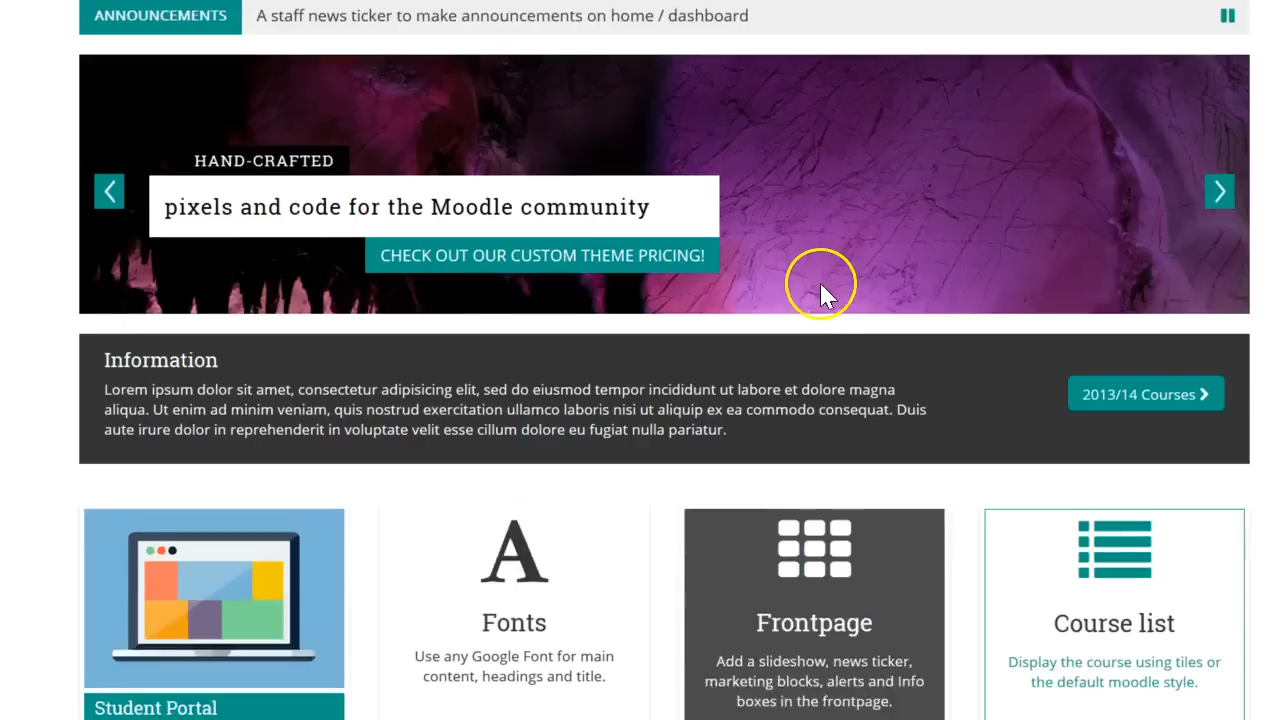 ANNOUNCEMENTS A staff news ticker to make announcements on home / dashboard
HAND-CRAFTED
pixels and code for the Moodle community
CHECK OUT OUR CUSTOM THEME PRICING!
Information
Lorem ipsum dolor sit amet, consectetur adipisicing elit, sed do eiusmod tempor incididunt ut labore et dolore magna
aliqua. Ut enim ad minim veniam, quis nostrud exercitation ullamco laboris nisi ut aliquip ex ea commodo consequat. Duis
aute irure dolor in reprehenderit in voluptate velit esse cillum dolore eu fugiat nulla pariatur.
2013/14 Courses
Student Portal
A
Fonts
Use any Google Font for main
content, headings and title.
Frontpage
Add a slideshow, news ticker,
marketing blocks, alerts and Info
boxes in the frontpage.
Course list
Display the course using tiles or
the default moodle style.